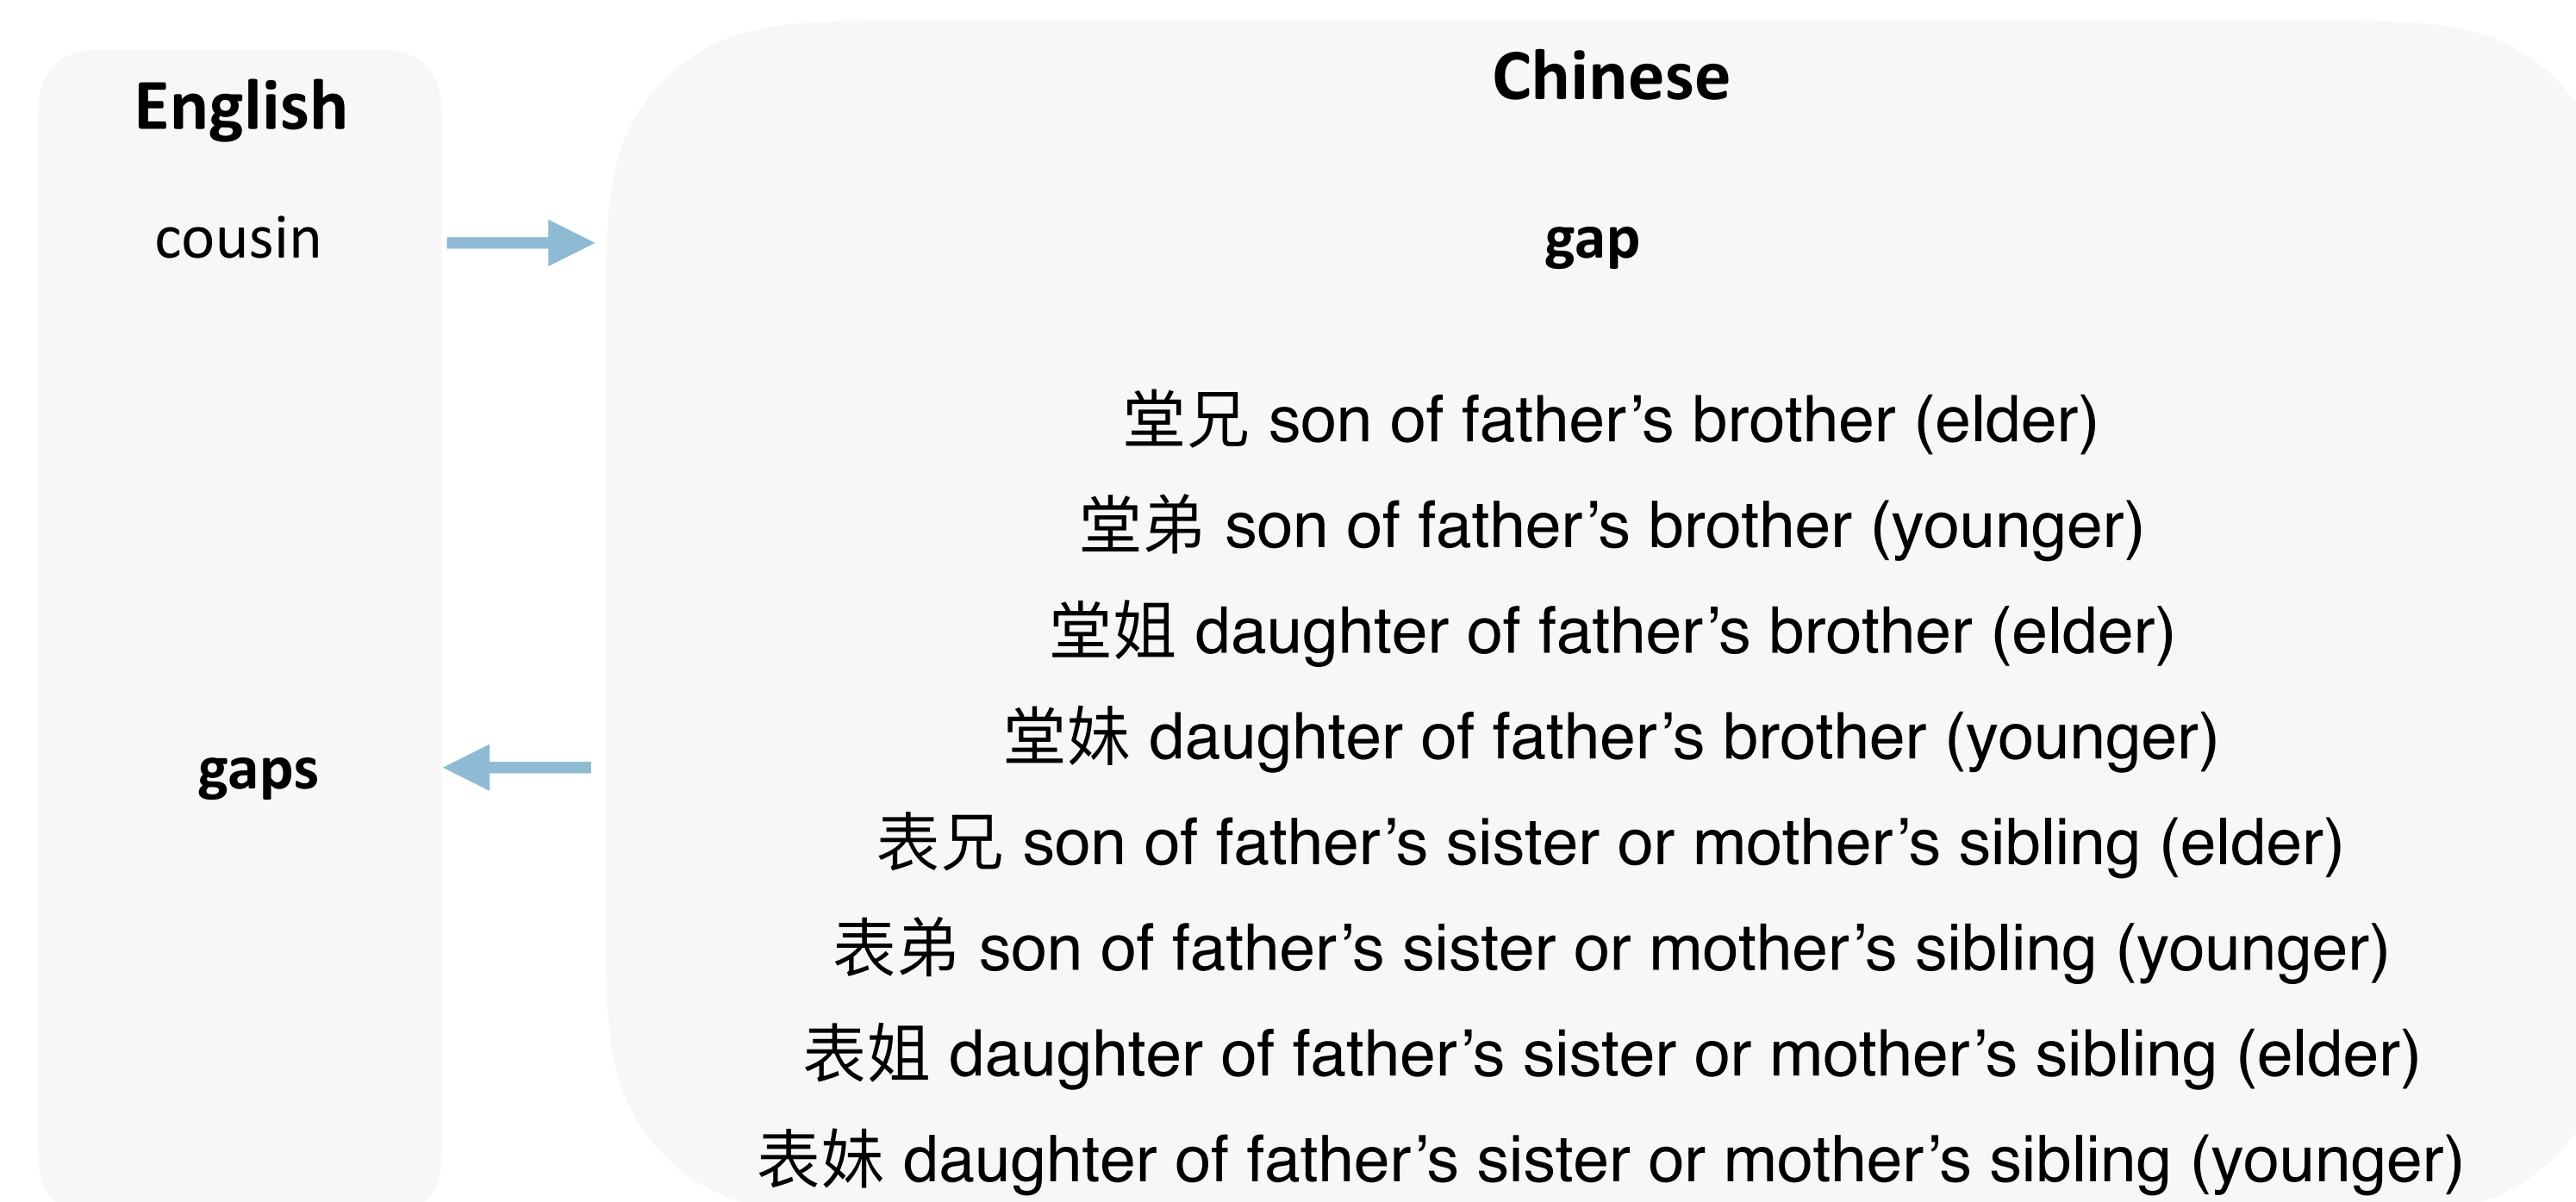 English
Chinese
cousin
gap
堂兄 son of father’s brother (elder)
堂弟 son of father’s brother (younger)
堂姐 daughter of father’s brother (elder)
堂妹 daughter of father’s brother (younger)
gaps
表兄 son of father’s sister or mother’s sibling (elder)
表弟 son of father’s sister or mother’s sibling (younger)
表姐 daughter of father’s sister or mother’s sibling (elder)
表妹 daughter of father’s sister or mother’s sibling (younger)